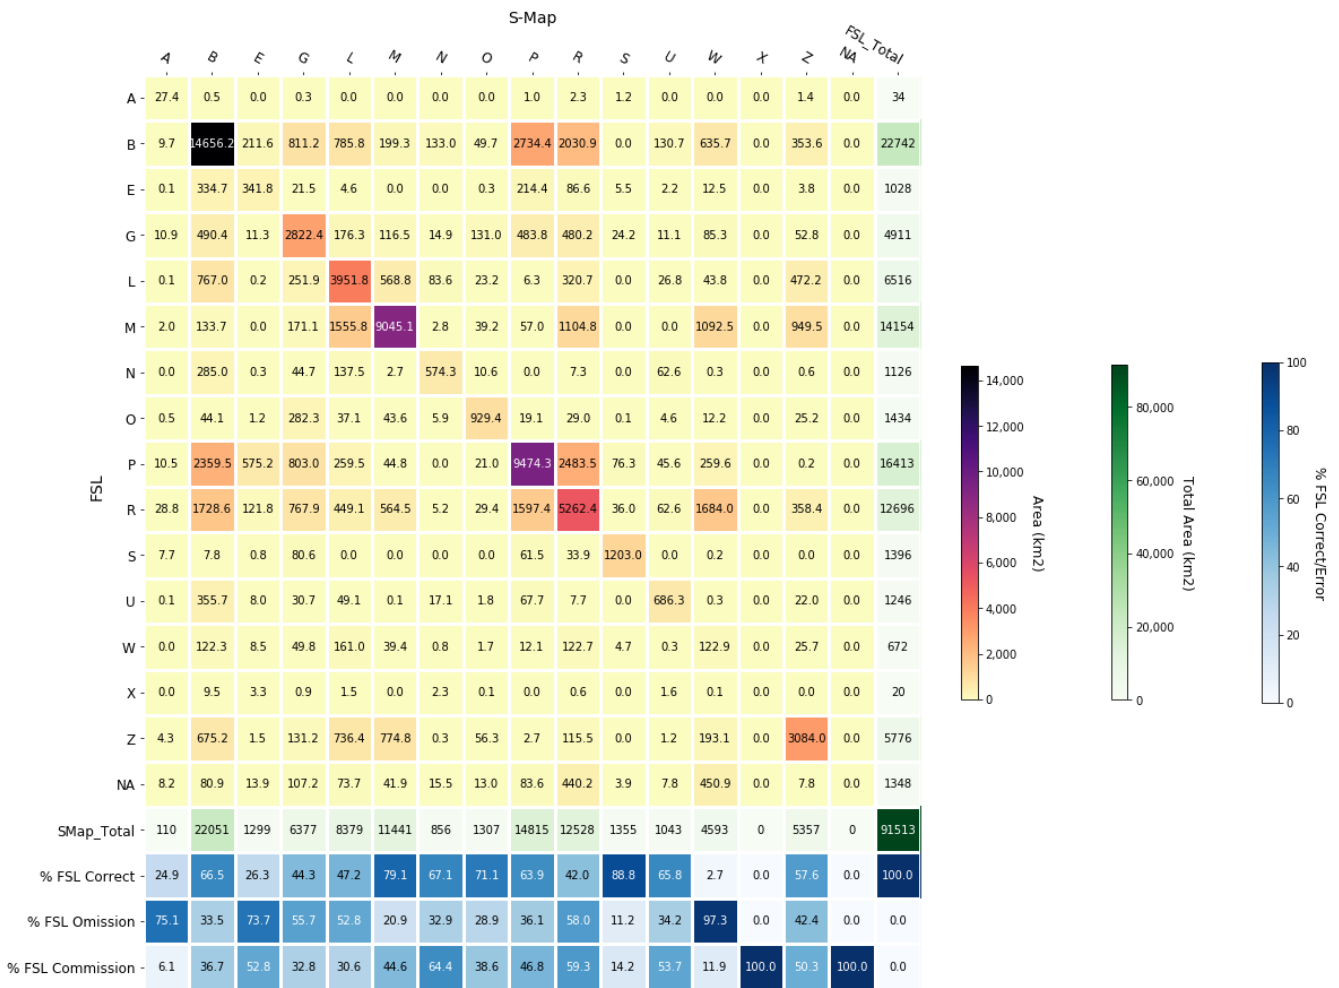 S-Map
A B E G L M N O P R S U W X Z NA FSL_Total
A 27.4 0.5 0.0 0.3 0.0 0.0 0.0 0.0 1.0 2.3 1.2 0.0 0.0 0.0 1.4 0.0 34
B 9.7 14656.2 211.6 811.2 785.8 199.3 133.0 49.7 2734.4 2030.9 0.0 130.7 635.7 0.0 353.6 0.0 22742
E 0.1 334.7 341.8 21.5 4.6 0.0 0.0 0.3 214.4 86.6 5.5 2.2 12.5 0.0 3.8 0.0 1028
G 10.9 490.4 11.3 2822.4 176.3 116.5 14.9 131.0 483.8 480.2 24.2 11.1 85.3 0.0 52.8 0.0 4911
L 0.1 767.0 0.2 251.9 3951.8 568.8 83.6 23.2 6.3 320.7 0.0 26.8 43.8 0.0 472.2 0.0 6516
M 2.0 133.7 0.0 171.1 1555.8 9045.1 2.8 39.2 57.0 1104.8 0.0 0.0 1092.5 0.0 949.5 0.0 14154
N 0.0 285.0 0.3 44.7 137.5 2.7 574.3 10.6 0.0 7.3 0.0 62.6 0.3 0.0 0.6 0.0 1126
O 0.5 44.1 1.2 282.3 37.1 43.6 5.9 929.4 19.1 29.0 0.1 4.6 12.2 0.0 25.2 0.0 1434
P 10.5 2359.5 575.2 803.0 259.5 44.8 0.0 21.0 9474.3 2483.5 76.3 45.6 259.6 0.0 0.2 0.0 16413
R 28.8 1728.6 121.8 767.9 449.1 564.5 5.2 29.4 1597.4 5262.4 36.0 62.6 1684.0 0.0 358.4 0.0 12696
S 7.7 7.8 0.8 80.6 0.0 0.0 0.0 0.0 61.5 33.9 1203.0 0.0 0.2 0.0 0.0 0.0 1396
U 0.1 355.7 8.0 30.7 49.1 0.1 17.1 1.8 67.7 7.7 0.0 686.3 0.3 0.0 22.0 0.0 1246
W 0.0 122.3 8.5 49.8 161.0 39.4 0.8 1.7 12.1 122.7 4.7 0.3 122.9 0.0 25.7 0.0 672
X 0.0 9.5 3.3 0.9 1.5 0.0 2.3 0.1 0.0 0.6 0.0 1.6 0.1 0.0 0.0 0.0 20
Z 4.3 675.2 1.5 131.2 736.4 774.8 0.3 56.3 2.7 115.5 0.0 1.2 193.1 0.0 3084.0 0.0 5776
NA 8.2 80.9 13.9 107.2 73.7 41.9 15.5 13.0 83.6 440.2 3.9 7.8 450.9 0.0 7.8 0.0 1348
SMap_Total 110 22051 1299 6377 8379 11441 856 1307 14815 12528 1355 1043 4593 0 5357 0 91513
% FSL Correct 24.9 66.5 26.3 44.3 47.2 79.1 67.1 71.1 63.9 42.0 88.8 65.8 2.7 0.0 57.6 0.0 100.0
% FSL Omission 75.1 33.5 73.7 55.7 52.8 20.9 32.9 28.9 36.1 58.0 11.2 34.2 97.3 0.0 42.4 0.0 0.0
% FSL Commission 6.1 36.7 52.8 32.8 30.6 44.6 64.4 38.6 46.8 59.3 14.2 53.7 11.9 100.0 50.3 100.0 0.0
FSL
14,000
12,000
10,000
8,000
6,000
4,000
2,000
0
Area (km2)
80,000
60,000
40,000
20,000
0
Total Area (km2)
100
80
60
40
20
0
% FSL Correct/Error